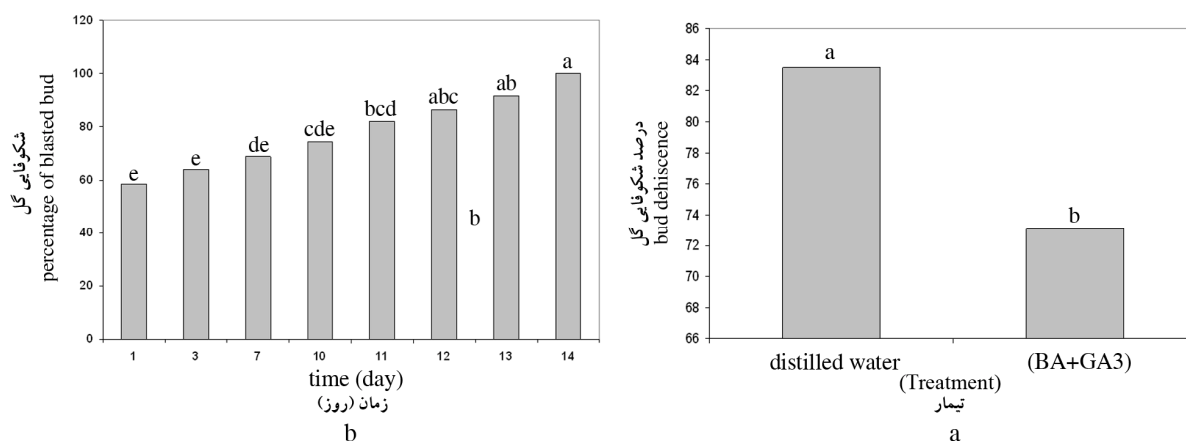 شکوفایی گل
percentage of blasted bud
120
100
80
60
40
20
0
e
e
de
cde
bcd
abc
ab
a
b
1 3 7 10 11 12 13 14
time (day)
زمان (روز)
b
درصد شکوفایی گل
bud dehiscence
86
84
82
80
78
76
74
72
70
68
66
a
b
distilled water (BA+GA3)
(Treatment)
تیمار
a